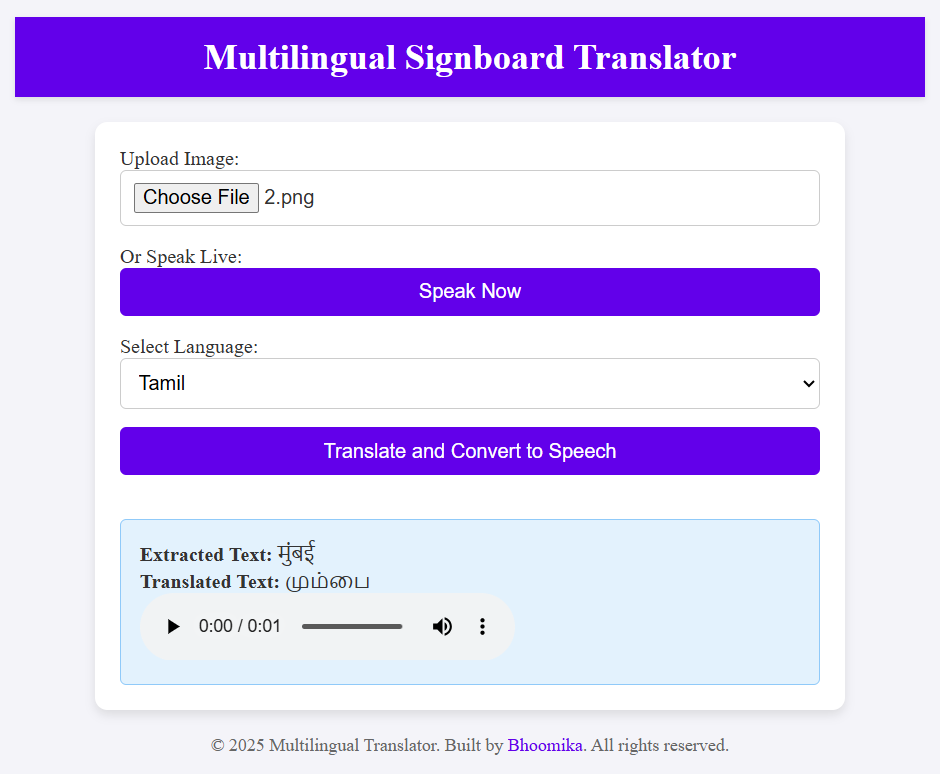 Multilingual Signboard Translator
Upload Image:
Choose File 2.png
Or Speak Live:
Speak Now
Select Language:
Tamil
Translate and Convert to Speech
Extracted Text: मुंबई
Translated Text: மும்பை
0:00 / 0:01
© 2025 Multilingual Translator. Built by Bhoomika. All rights reserved.